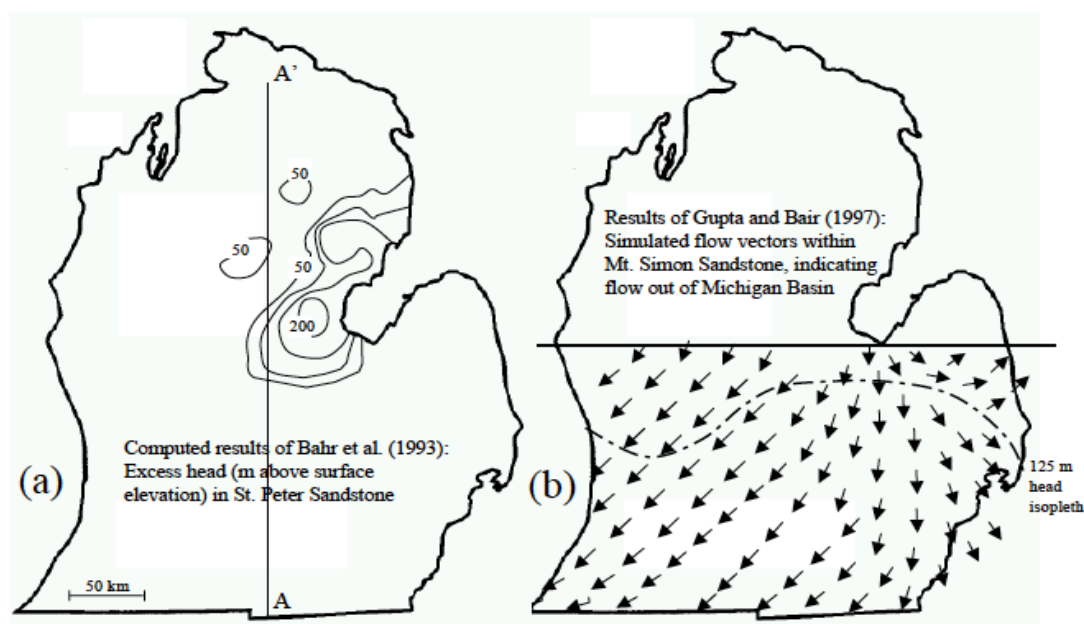 A'
50
50
50
200
Computed results of Bahr et al. (1993):
Excess head (m above surface
elevation) in St. Peter Sandstone
(a)
50 km
A
Results of Gupta and Bair (1997):
Simulated flow vectors within
Mt. Simon Sandstone, indicating
flow out of Michigan Basin
(b)
125 m
head
isopleth